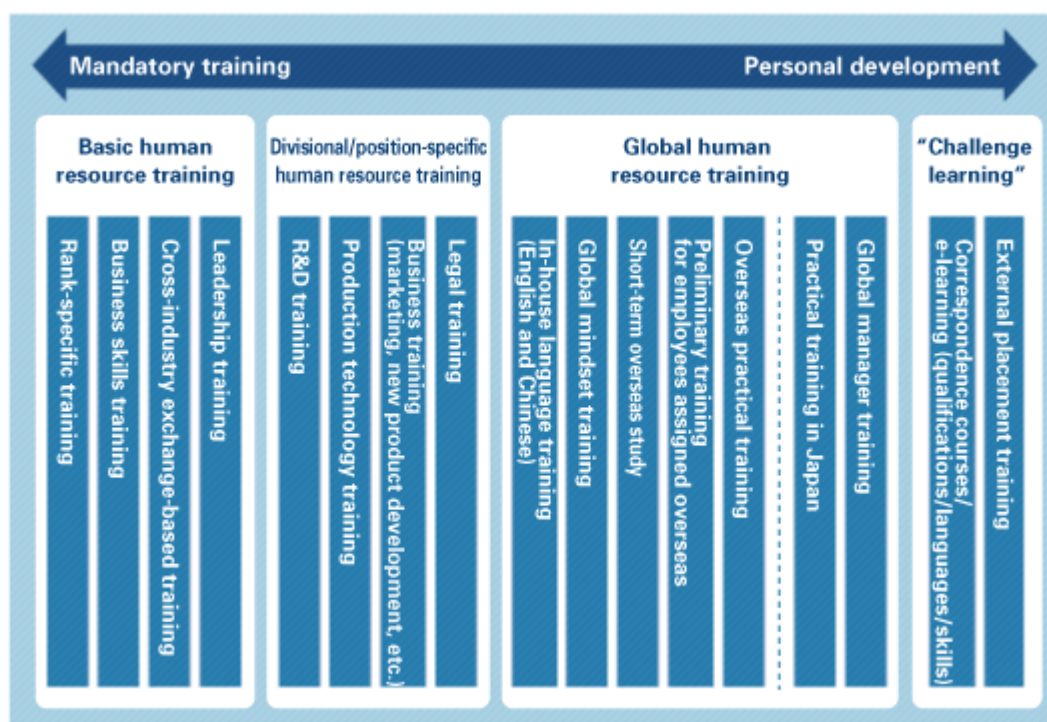 Mandatory training
Personal development
Basic human
resource training
Rank-specific training
Business skills training
Cross-industry exchange-based training
Leadership training
Divisional/position-specific
human resource training
R&D training
Production technology training
Business training
(marketing, new product development, etc.)
Legal training
Global human
resource training
In-house language training
(English and Chinese)
Global mindset training
Short-term overseas study
Preliminary training
for employees assigned overseas
Overseas practical training
Practical training in Japan
Global manager training
"Challenge
learning"
Correspondence courses/
e-learning (qualifications/languages/skills)
External placement training